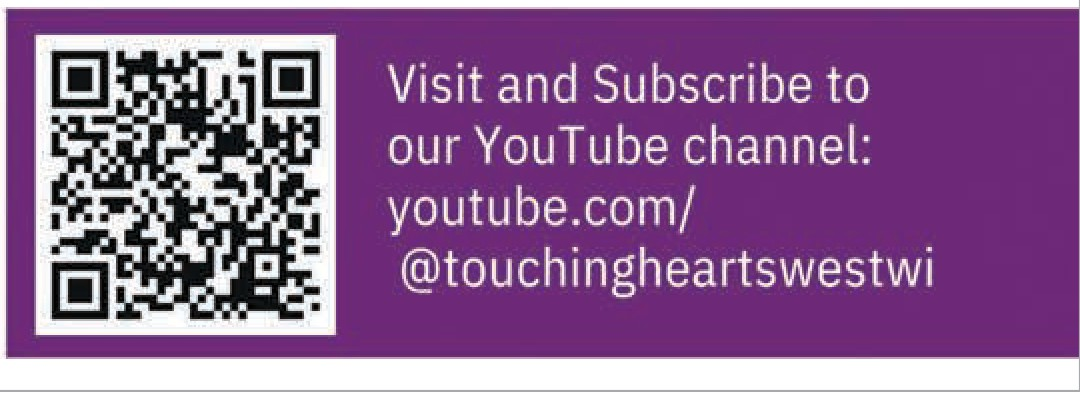 Visit and Subscribe to
our YouTube channel:
youtube.com/
@touchingheartswestwi